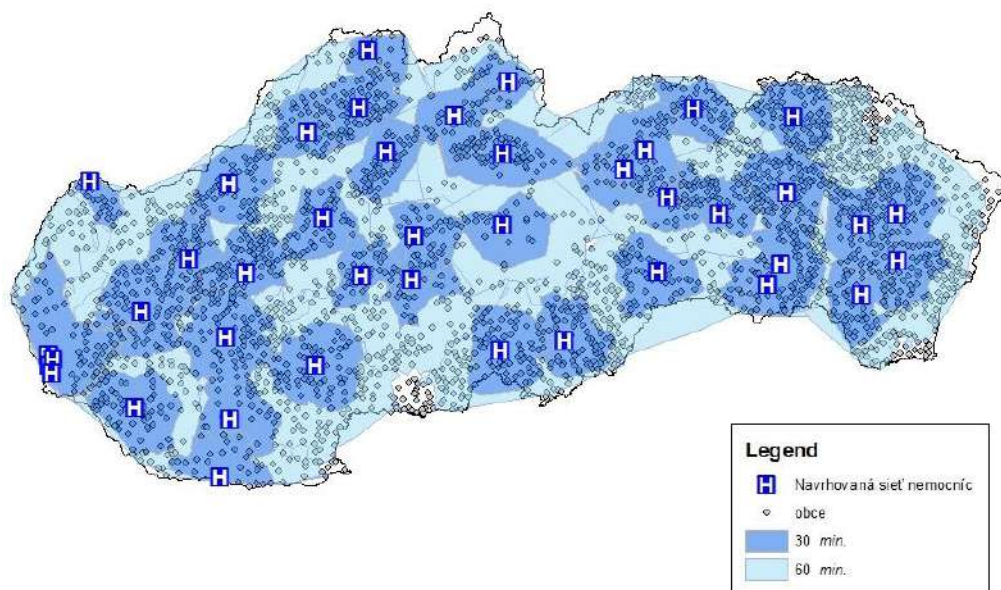 Legend
H Navrhovaná sieť nemocníc
obce
30 min.
60 min.